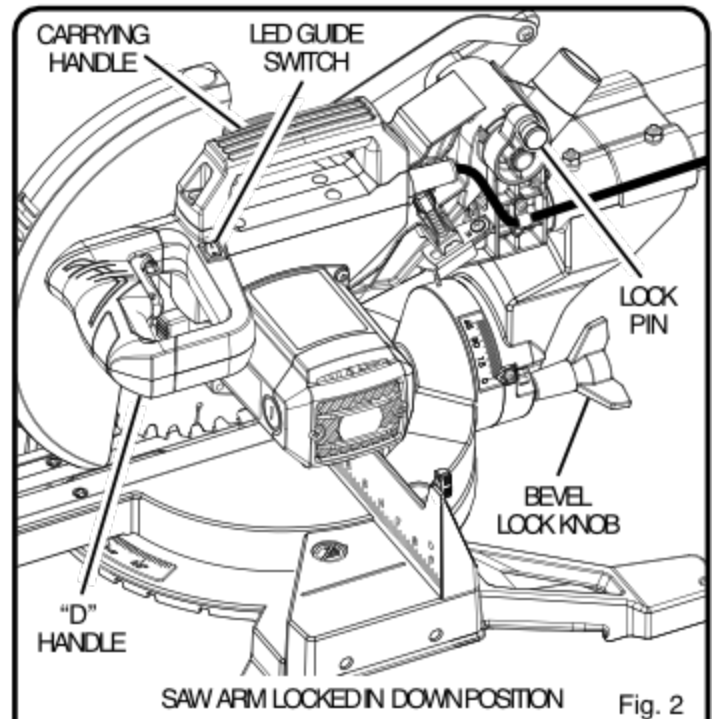 CARRYING
HANDLE
LED GUIDE
SWITCH
LOCK
PIN
BEVEL
LOCK KNOB
“D”
HANDLE
SAW ARM LOCKED IN DOWN POSITION
Fig. 2